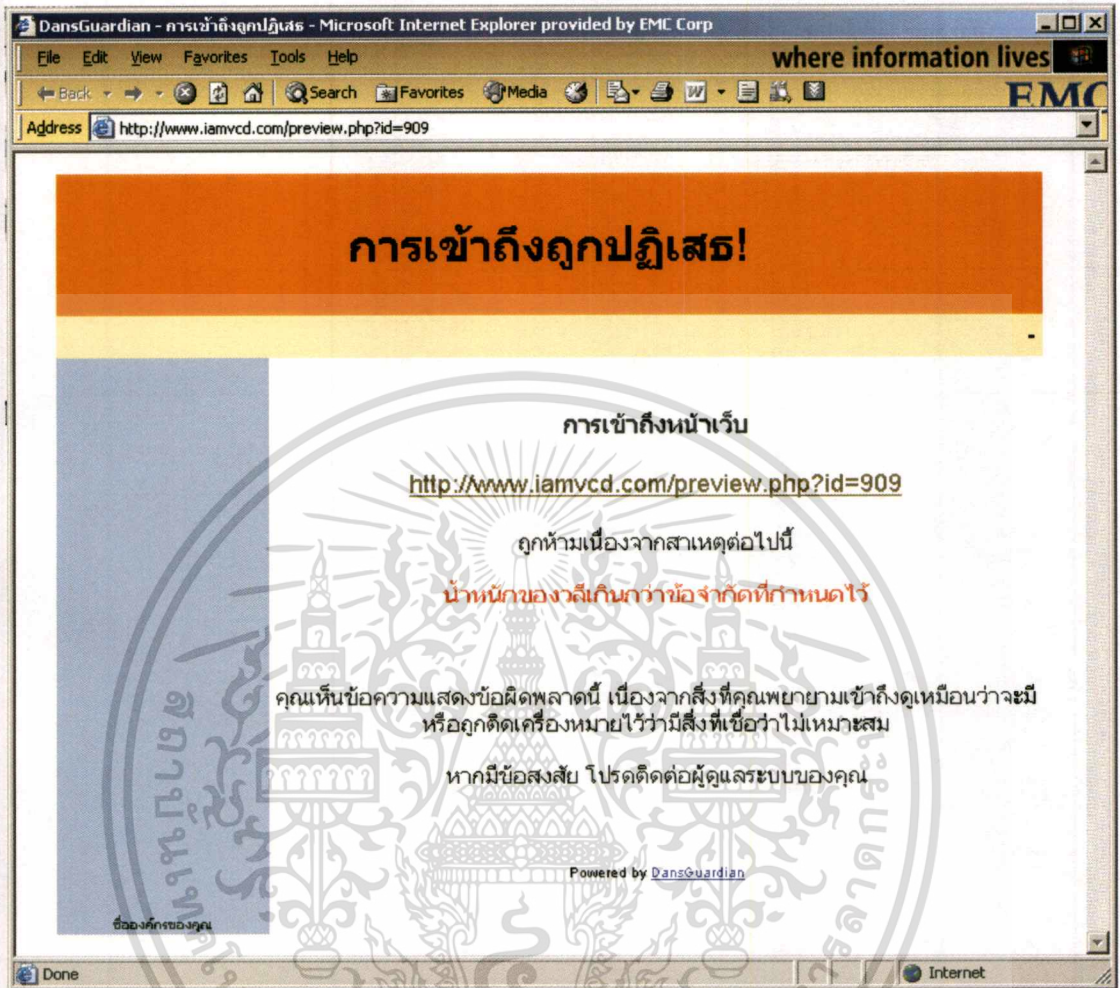 DansGuardian - การเข้าถึงถูกปฏิเสธ - Microsoft Internet Explorer provided by EMC Corp
File Edit View Favorites Tools Help
where information lives
Back Search Favorites Media
EMC
Address http://www.iamvcd.com/preview.php?id=909
การเข้าถึงถูกปฏิเสธ!
-
การเข้าถึงหน้าเว็บ
http://www.iamvcd.com/preview.php?id=909
ถูกห้ามเนื่องจากสาเหตุต่อไปนี้
น้ำหนักของวลีเกินกว่าข้อจำกัดที่กำหนดไว้
คุณเห็นข้อความแสดงข้อผิดพลาดนี้ เนื่องจากสิ่งที่คุณพยายามเข้าถึงดูเหมือนว่าจะมี
หรือถูกติดเครื่องหมายไว้ว่ามีสิ่งที่เชื่อว่าไม่เหมาะสม
หากมีข้อสงสัย โปรดติดต่อผู้ดูแลระบบของคุณ
Powered by DansGuardian
ชื่อองค์กรของคุณ
Done Internet